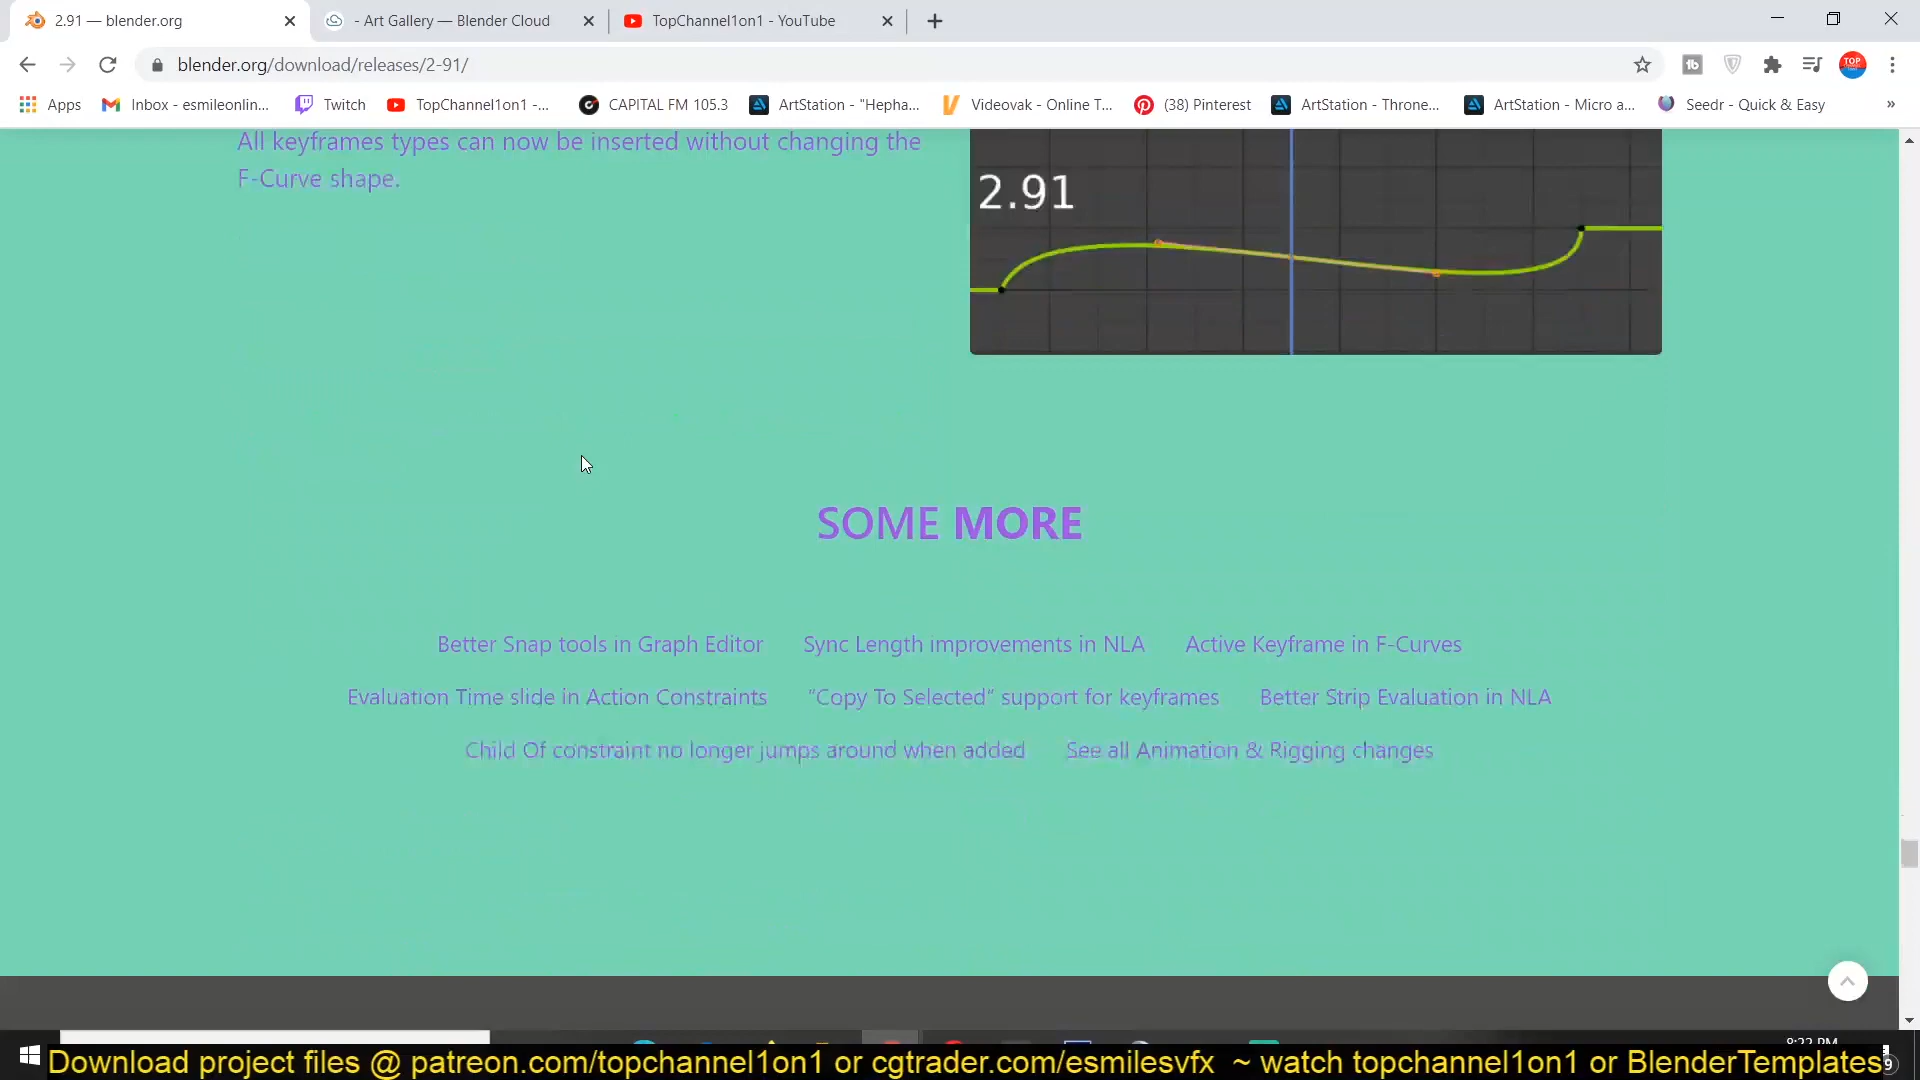 2.91 — blender.org
- Art Gallery — Blender Cloud
TopChannel1on1 - YouTube
blender.org/download/releases/2-91/
Apps
Inbox - esmileonlin...
Twitch
TopChannel1on1 -...
CAPITAL FM 105.3
ArtStation - "Hepha...
Videovak - Online T...
(38) Pinterest
ArtStation - Throne...
ArtStation - Micro a...
Seedr - Quick & Easy
»
All keyframes types can now be inserted without changing the
F-Curve shape.
2.91
SOME MORE
Better Snap tools in Graph Editor
Sync Length improvements in NLA
Active Keyframe in F-Curves
Evaluation Time slide in Action Constraints
"Copy To Selected" support for keyframes
Better Strip Evaluation in NLA
Child Of constraint no longer jumps around when added
See all Animation & Rigging changes
Download project files @ patreon.com/topchannel1on1 or cgtrader.com/esmilesvfx ~ watch topchannel1on1 or BlenderTemplates